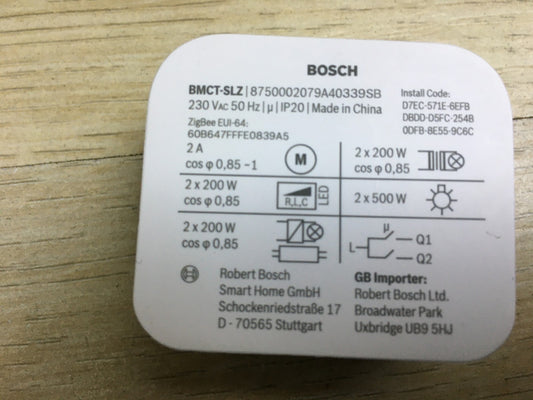 BOSCH
BMCT-SLZ | 8750002079A40339SB
230 VAC 50 Hz | μ | IP20 | Made in China
ZigBee EUI-64:
60B647FFFE0839A5
Install Code:
D7EC-571E-6EFB
DBDD-D5FC-254B
0DFB-8E55-9C6C
2 A
cos φ 0,85 -1
M
2 x 200 W
cos φ 0,85
2 x 200 W
cos φ 0,85
R,L,C
LED
2 x 500 W
2 x 200 W
cos φ 0,85
μ
L
Q1
Q2
Robert Bosch
Smart Home GmbH
Schockenriedstraße 17
D - 70565 Stuttgart
GB Importer:
Robert Bosch Ltd.
Broadwater Park
Uxbridge UB9 5HJ